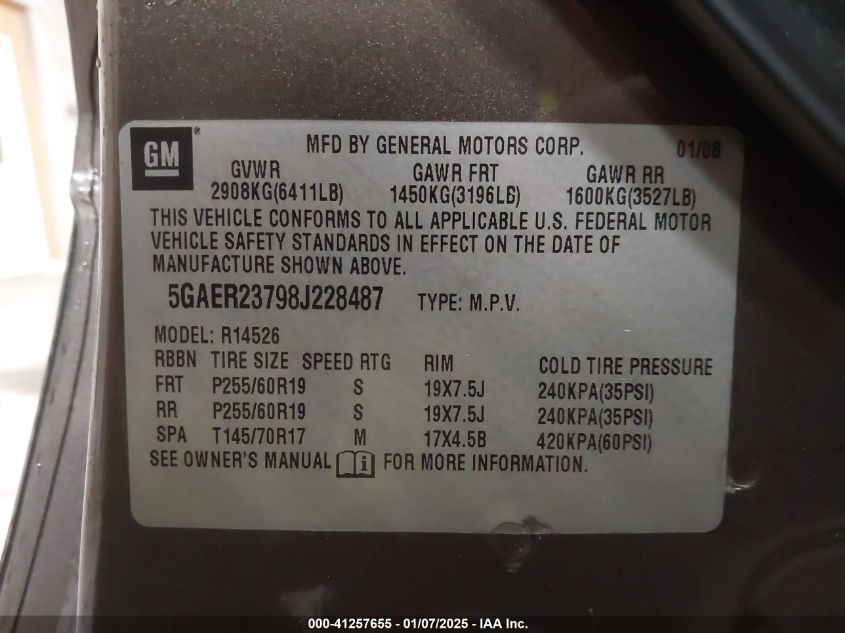 GM® MFD BY GENERAL MOTORS CORP. 01/08
GVWR GAWR FRT GAWR RR
2908KG(6411LB) 1450KG(3196LB) 1600KG(3527LB)
THIS VEHICLE CONFORMS TO ALL APPLICABLE U.S. FEDERAL MOTOR
VEHICLE SAFETY STANDARDS IN EFFECT ON THE DATE OF
MANUFACTURE SHOWN ABOVE.
5GAER23798J228487 TYPE: M.P.V.
MODEL: R14526
RBBN TIRE SIZE SPEED RTG RIM COLD TIRE PRESSURE
FRT P255/60R19 S 19X7.5J 240KPA(35PSI)
RR P255/60R19 S 19X7.5J 240KPA(35PSI)
SPA T145/70R17 M 17X4.5B 420KPA(60PSI)
SEE OWNER'S MANUAL i FOR MORE INFORMATION.
000-41257655 - 01/07/2025 - IAA Inc.